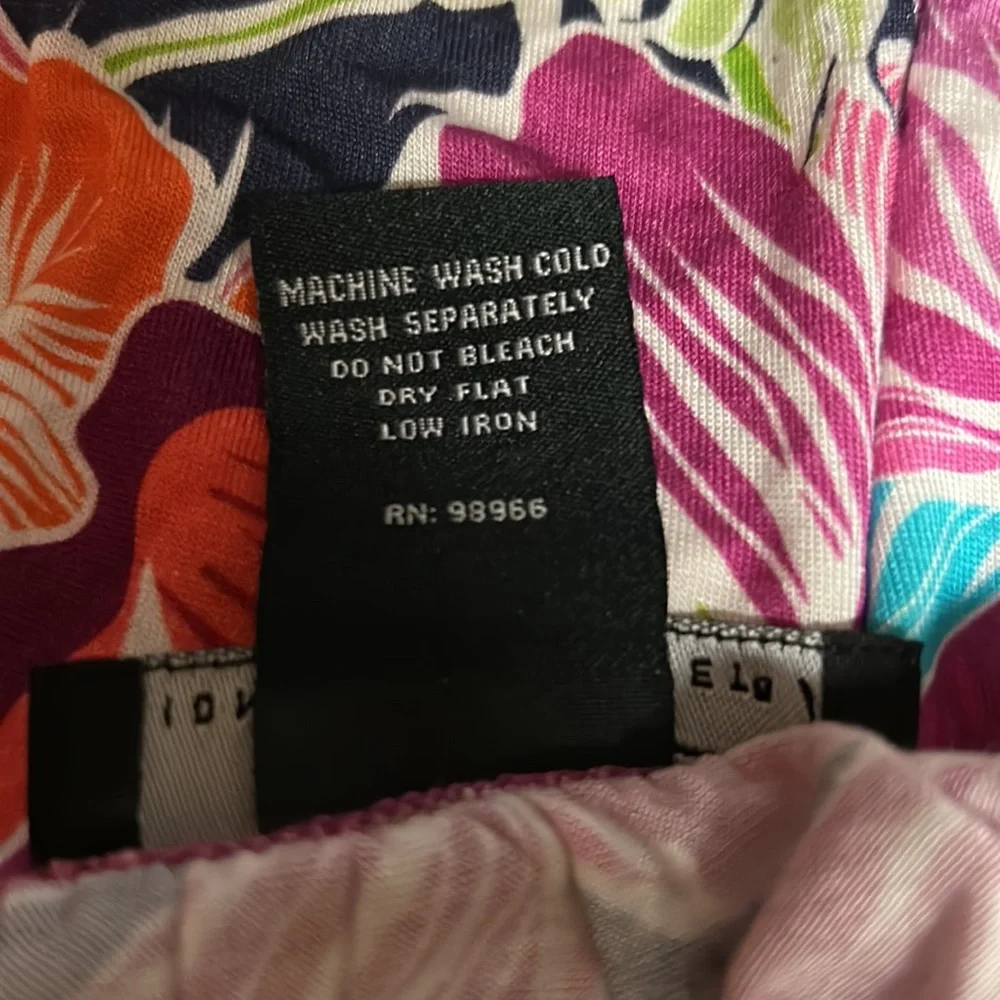 MACHINE WASH COLD
WASH SEPARATELY
DO NOT BLEACH
DRY FLAT
LOW IRON
RN: 98966